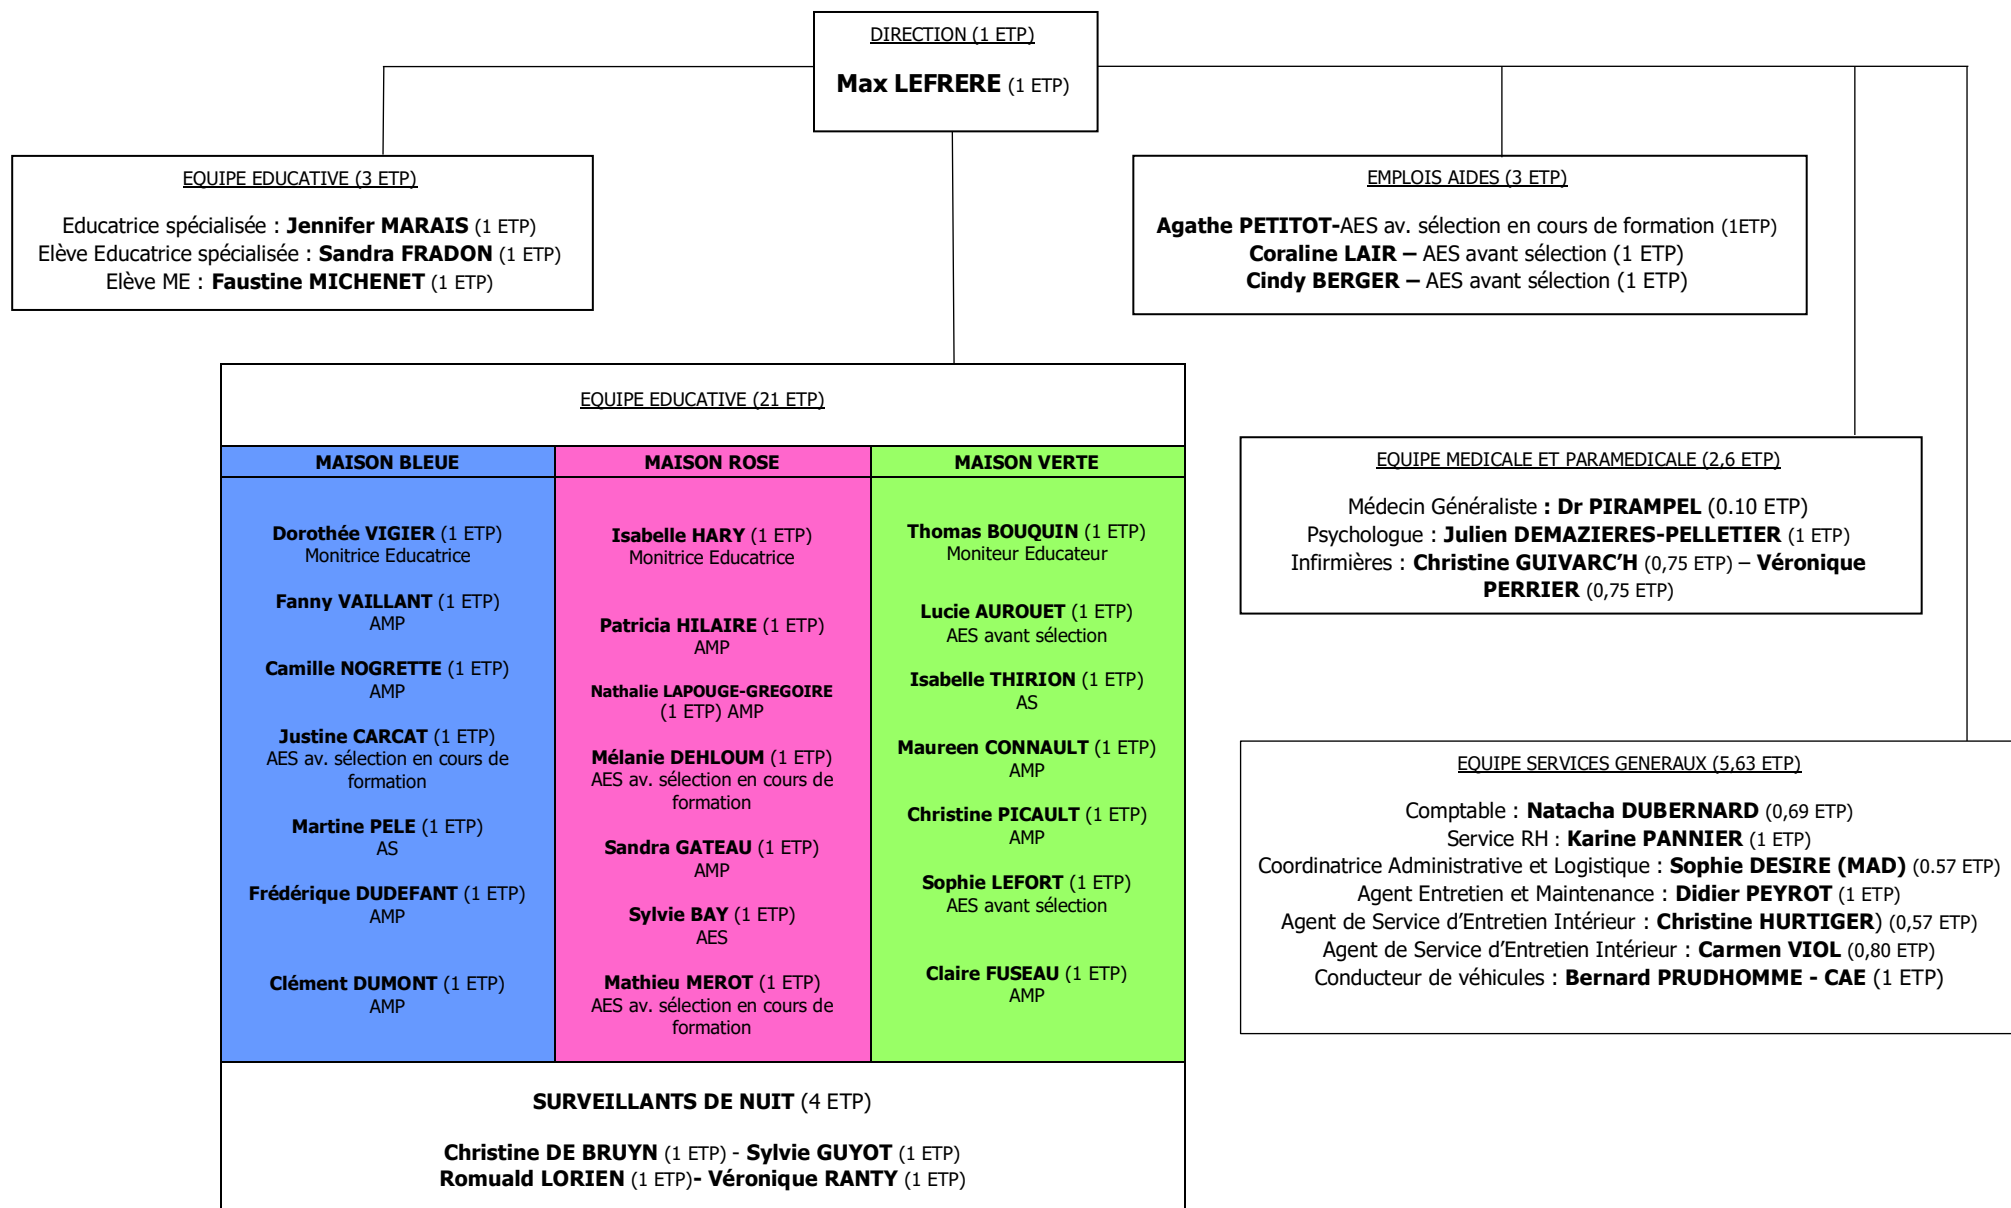 DIRECTION (1 ETP)
Max LEFRERE (1 ETP)
EQUIPE EDUCATIVE (3 ETP)
Educatrice spécialisée : Jennifer MARAIS (1 ETP)
Elève Educatrice spécialisée : Sandra FRADON (1 ETP)
Elève ME : Faustine MICHENET (1 ETP)
EMPLOIS AIDES (3 ETP)
Agathe PETITOT-AES av. sélection en cours de formation (1ETP)
Coraline LAIR – AES avant sélection (1 ETP)
Cindy BERGER – AES avant sélection (1 ETP)
EQUIPE EDUCATIVE (21 ETP)
MAISON BLEUE
Dorothée VIGIER (1 ETP)
Monitrice Educatrice
Fanny VAILLANT (1 ETP)
AMP
Camille NOGRETTE (1 ETP)
AMP
Justine CARCAT (1 ETP)
AES av. sélection en cours de
formation
Martine PELE (1 ETP)
AS
Frédérique DUDEFANT (1 ETP)
AMP
Clément DUMONT (1 ETP)
AMP
MAISON ROSE
Isabelle HARY (1 ETP)
Monitrice Educatrice
Patricia HILAIRE (1 ETP)
AMP
Nathalie LAPOUGE-GREGOIRE
(1 ETP) AMP
Mélanie DEHLOUM (1 ETP)
AES av. sélection en cours de
formation
Sandra GATEAU (1 ETP)
AMP
Sylvie BAY (1 ETP)
AES
Mathieu MEROT (1 ETP)
AES av. sélection en cours de
formation
MAISON VERTE
Thomas BOUQUIN (1 ETP)
Moniteur Educateur
Lucie AUROUET (1 ETP)
AES avant sélection
Isabelle THIRION (1 ETP)
AS
Maureen CONNAULT (1 ETP)
AMP
Christine PICAULT (1 ETP)
AMP
Sophie LEFORT (1 ETP)
AES avant sélection
Claire FUSEAU (1 ETP)
AMP
SURVEILLANTS DE NUIT (4 ETP)
Christine DE BRUYN (1 ETP) - Sylvie GUYOT (1 ETP)
Romuald LORIEN (1 ETP)- Véronique RANTY (1 ETP)
EQUIPE MEDICALE ET PARAMEDICALE (2,6 ETP)
Médecin Généraliste : Dr PIRAMPEL (0.10 ETP)
Psychologue : Julien DEMAZIERES-PELLETIER (1 ETP)
Infirmières : Christine GUIVARC’H (0,75 ETP) – Véronique
PERRIER (0,75 ETP)
EQUIPE SERVICES GENERAUX (5,63 ETP)
Comptable : Natacha DUBERNARD (0,69 ETP)
Service RH : Karine PANNIER (1 ETP)
Coordinatrice Administrative et Logistique : Sophie DESIRE (MAD) (0.57 ETP)
Agent Entretien et Maintenance : Didier PEYROT (1 ETP)
Agent de Service d’Entretien Intérieur : Christine HURTIGER) (0,57 ETP)
Agent de Service d’Entretien Intérieur : Carmen VIOL (0,80 ETP)
Conducteur de véhicules : Bernard PRUDHOMME - CAE (1 ETP)